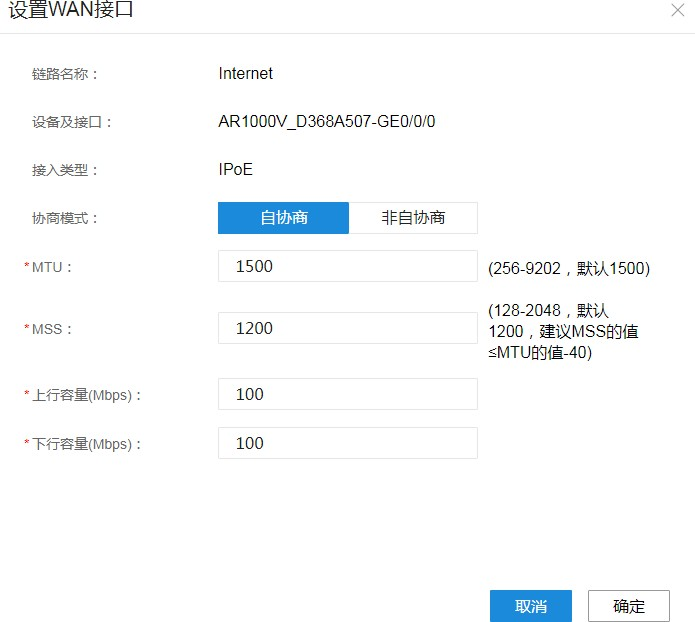 设置WAN接口
链路名称：
Internet
设备及接口：
AR1000V_D368A507-GE0/0/0
接入类型：
IPoE
协商模式：
自协商
非自协商
*MTU：
1500
(256-9202，默认1500)
*MSS：
1200
(128-2048，默认
1200，建议MSS的值
≤MTU的值-40)
*上行容量(Mbps)：
100
*下行容量(Mbps)：
100
取消
确定